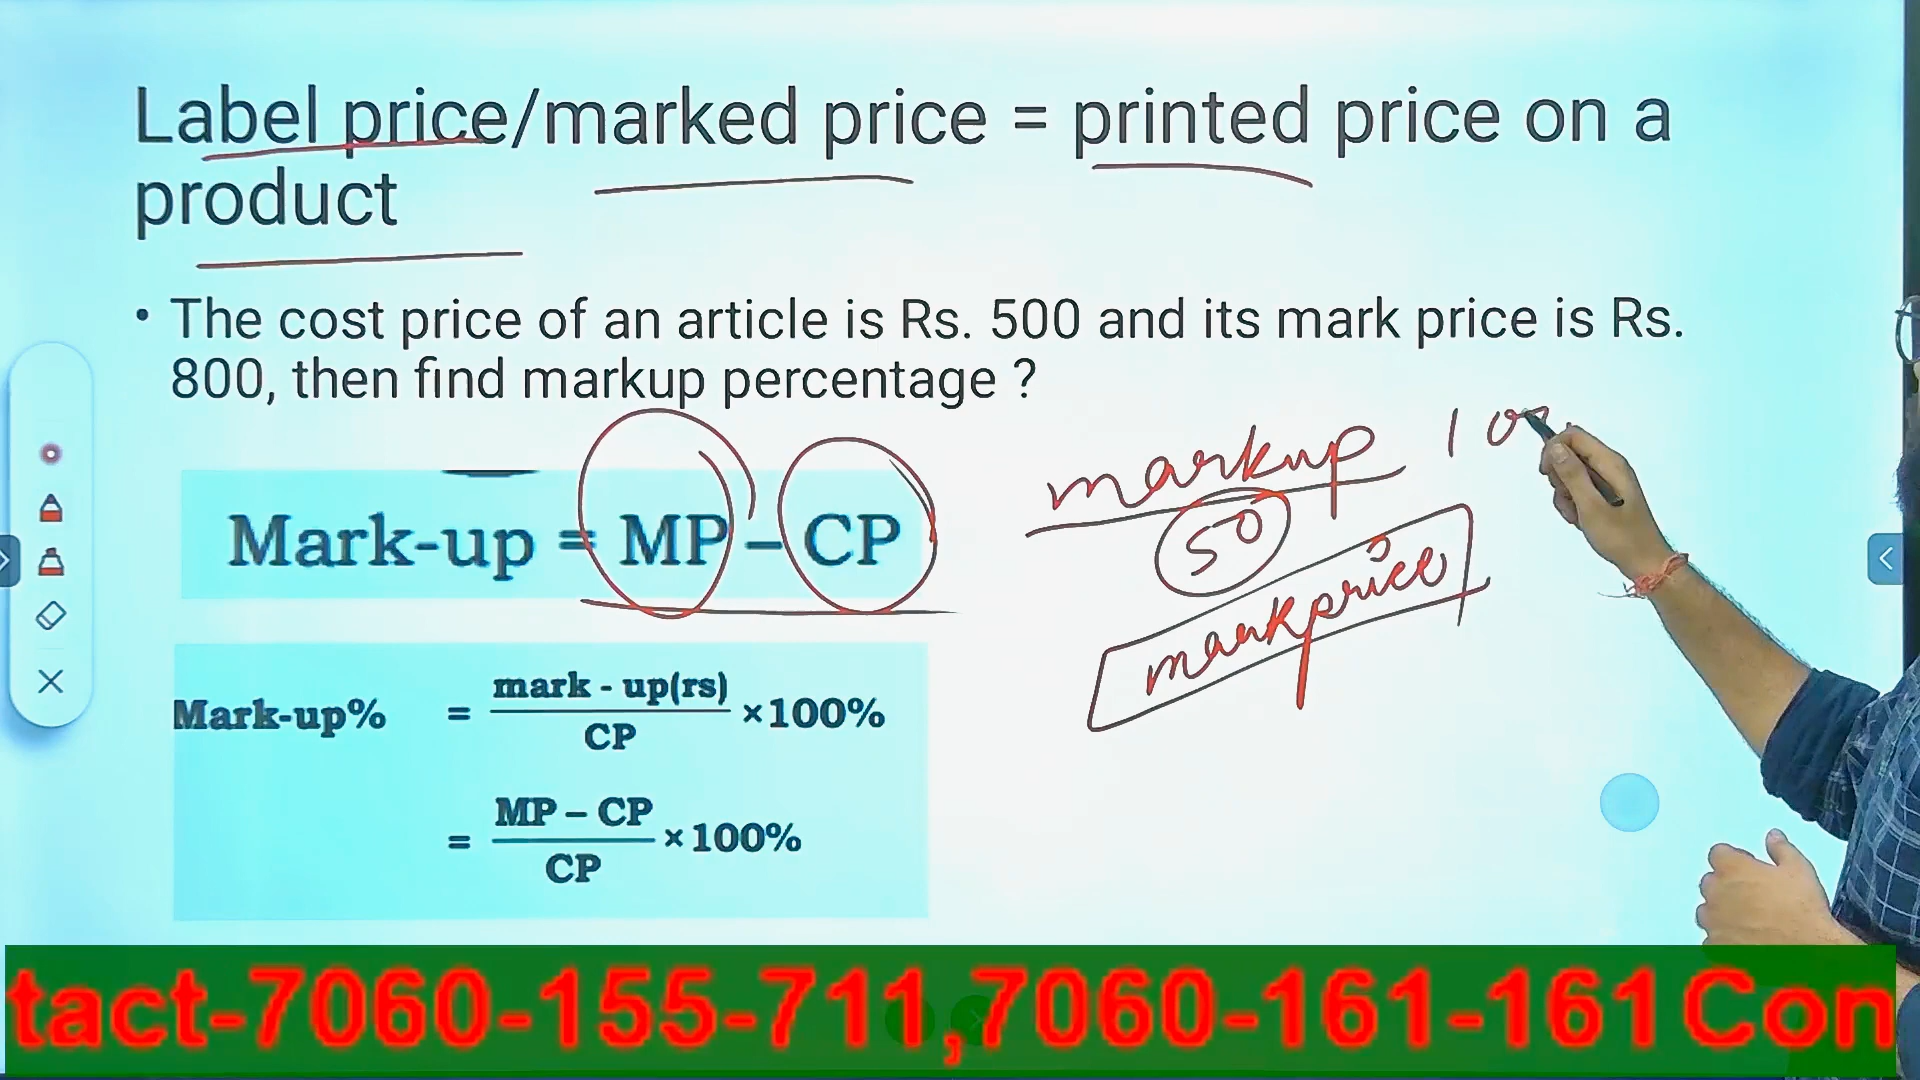 Label price/marked price = printed price on a
product
• The cost price of an article is Rs. 500 and its mark price is Rs.
800, then find markup percentage ?
Mark-up = MP – CP
markup 100
50
markprice
Mark-up% = mark - up(rs) / CP ×100%
= MP – CP / CP ×100%
tact-7060-155-711,7060-161-161 Con